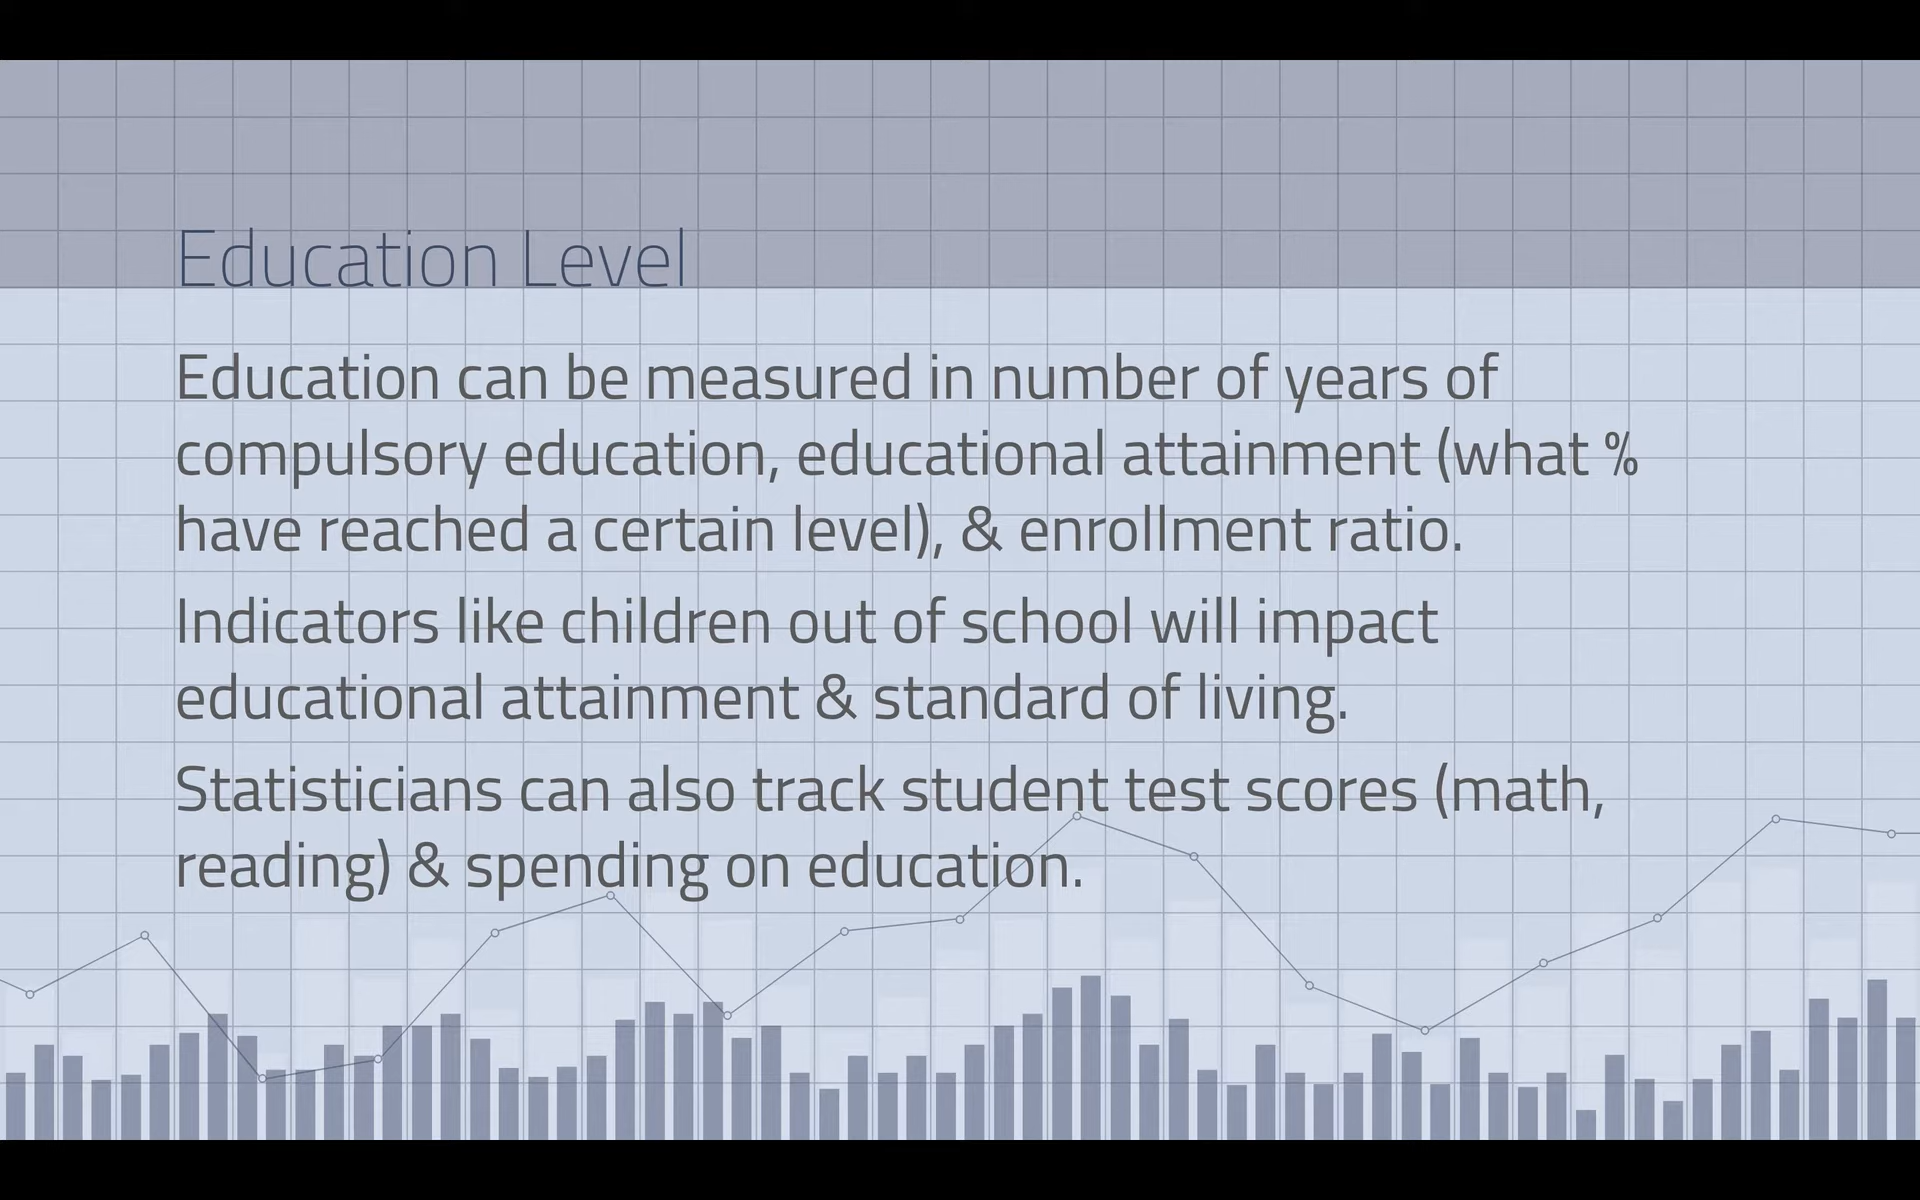 Education Level
Education can be measured in number of years of
compulsory education, educational attainment (what %
have reached a certain level), & enrollment ratio.
Indicators like children out of school will impact
educational attainment & standard of living.
Statisticians can also track student test scores (math,
reading) & spending on education.